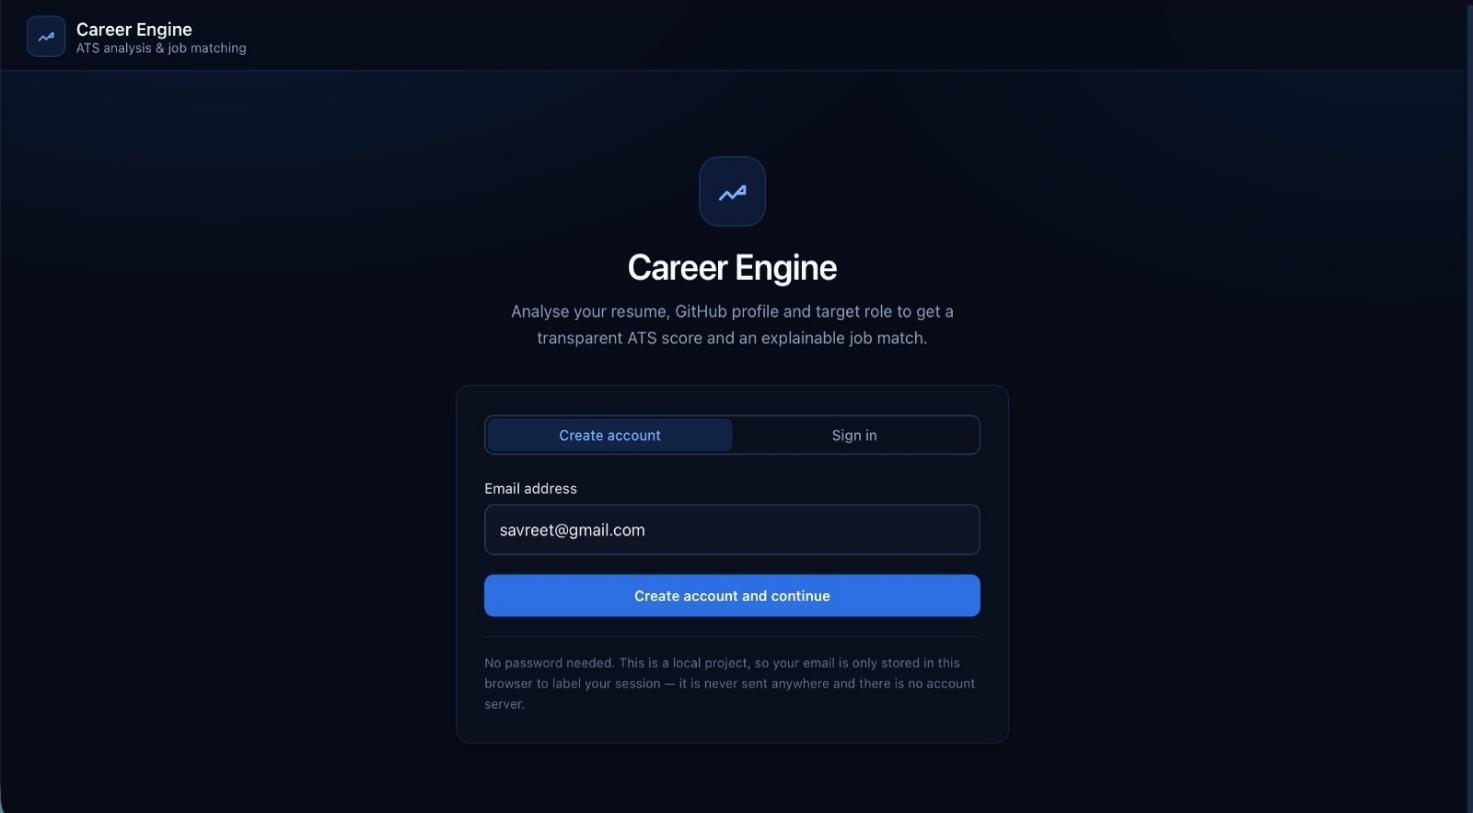 Career Engine
ATS analysis & job matching
Career Engine
Analyse your resume, GitHub profile and target role to get a
transparent ATS score and an explainable job match.
Create account
Sign in
Email address
savreet@gmail.com
Create account and continue
No password needed. This is a local project, so your email is only stored in this
browser to label your session — it is never sent anywhere and there is no account
server.